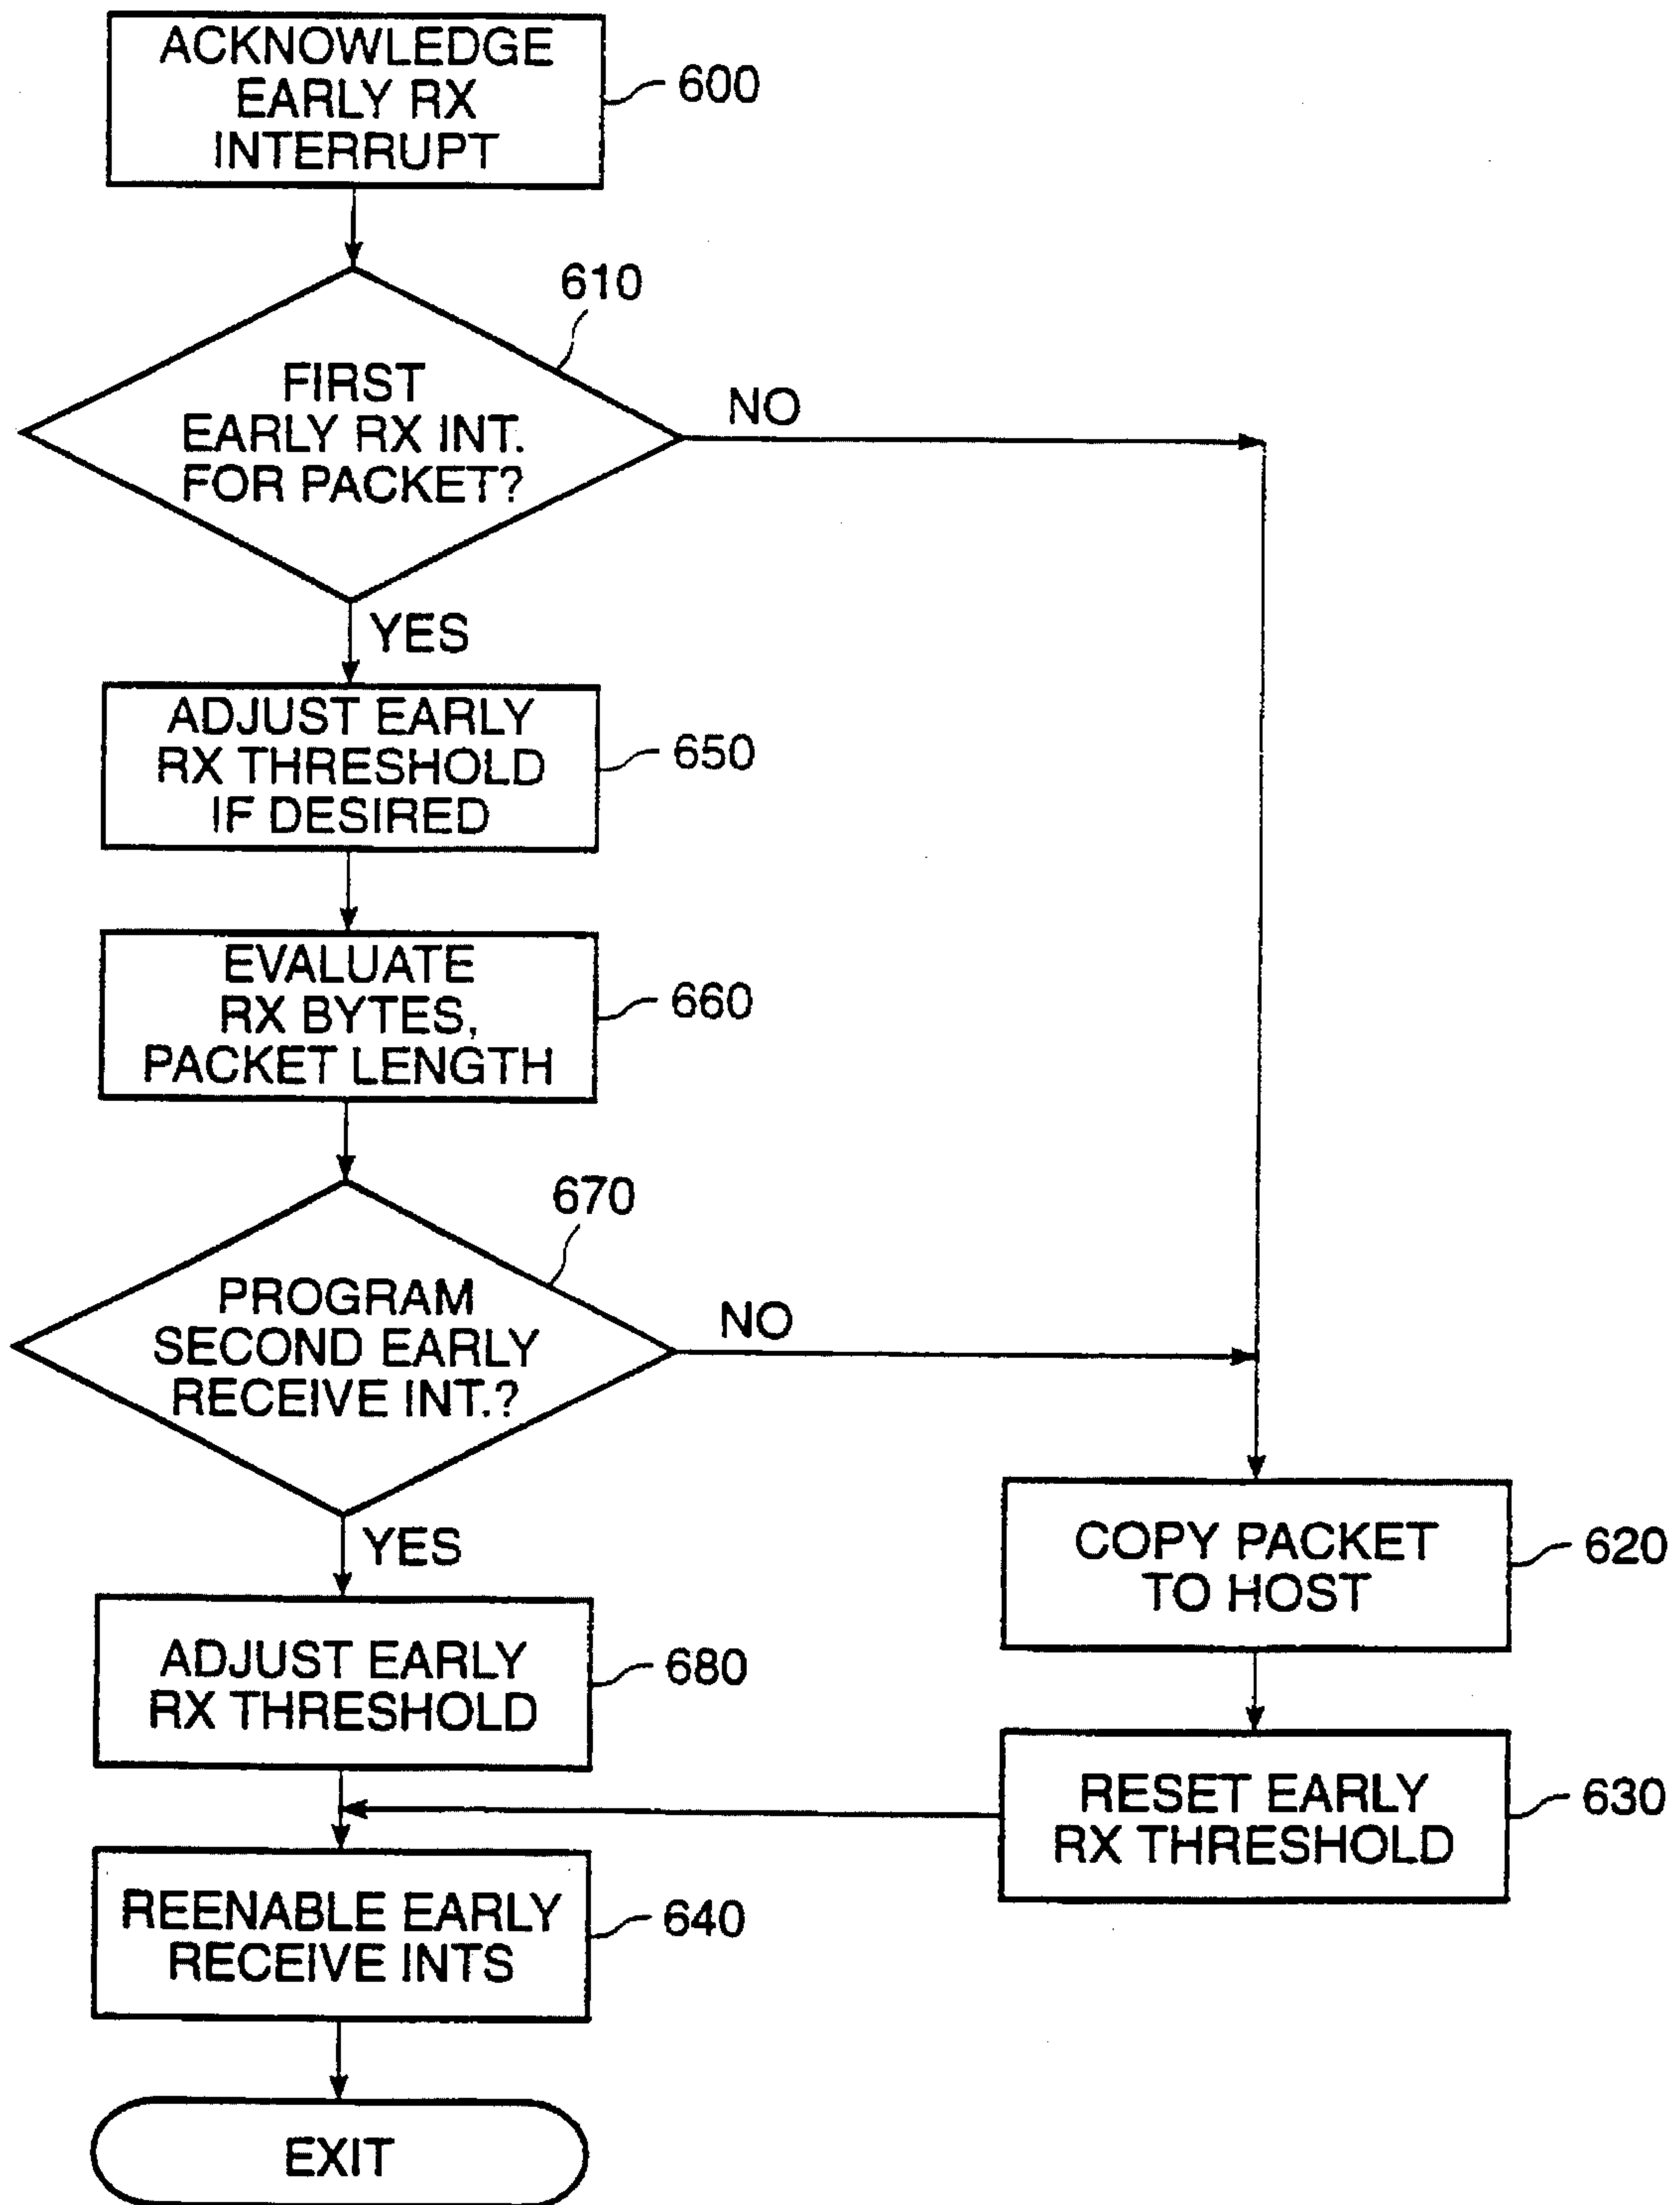 ACKNOWLEDGE
EARLY RX
INTERRUPT
600
610
FIRST
EARLY RX INT.
FOR PACKET?
NO
YES
ADJUST EARLY
RX THRESHOLD
IF DESIRED
650
EVALUATE
RX BYTES,
PACKET LENGTH
660
670
PROGRAM
SECOND EARLY
RECEIVE INT.?
NO
YES
COPY PACKET
TO HOST
620
ADJUST EARLY
RX THRESHOLD
680
RESET EARLY
RX THRESHOLD
630
REENABLE EARLY
RECEIVE INTS
640
EXIT